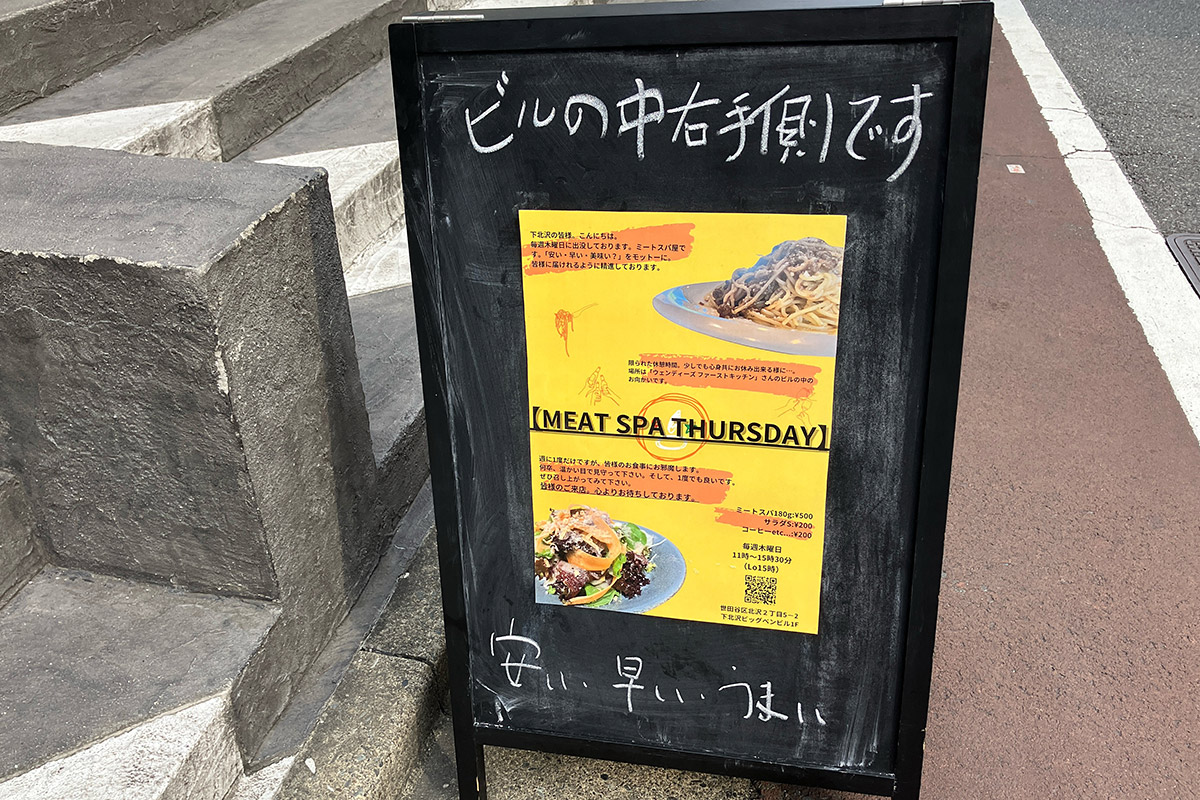 ビルの中右手側です
下北沢の皆様、こんにちは。
毎週木曜日に出没しております。ミートスパ屋で
す。「安い・早い・美味い?」をモットーに。
皆様に届けれるように精進しております。
限られた休憩時間。少しでも心身共にお休み出来る様に…。
場所は「ウェンディーズ ファーストキッチン」さんのビルの中の
お向かいです。
【MEAT SPA THURSDAY】
週に1度だけですが、皆様のお食事にお邪魔します。
何卒、温かい目で見守って下さい。そして、1度でも良いです。
ぜひ召し上がってみて下さい。
皆様のご来店、心よりお待ちしております。
ミートスパ180g:¥500
サラダS:¥200
コーヒーetc...:¥200
毎週木曜日
11時〜15時30分
(Lo15時)
世田谷区北沢2丁目5−2
下北沢ビッグベンビル1F
安い.早い.うまい